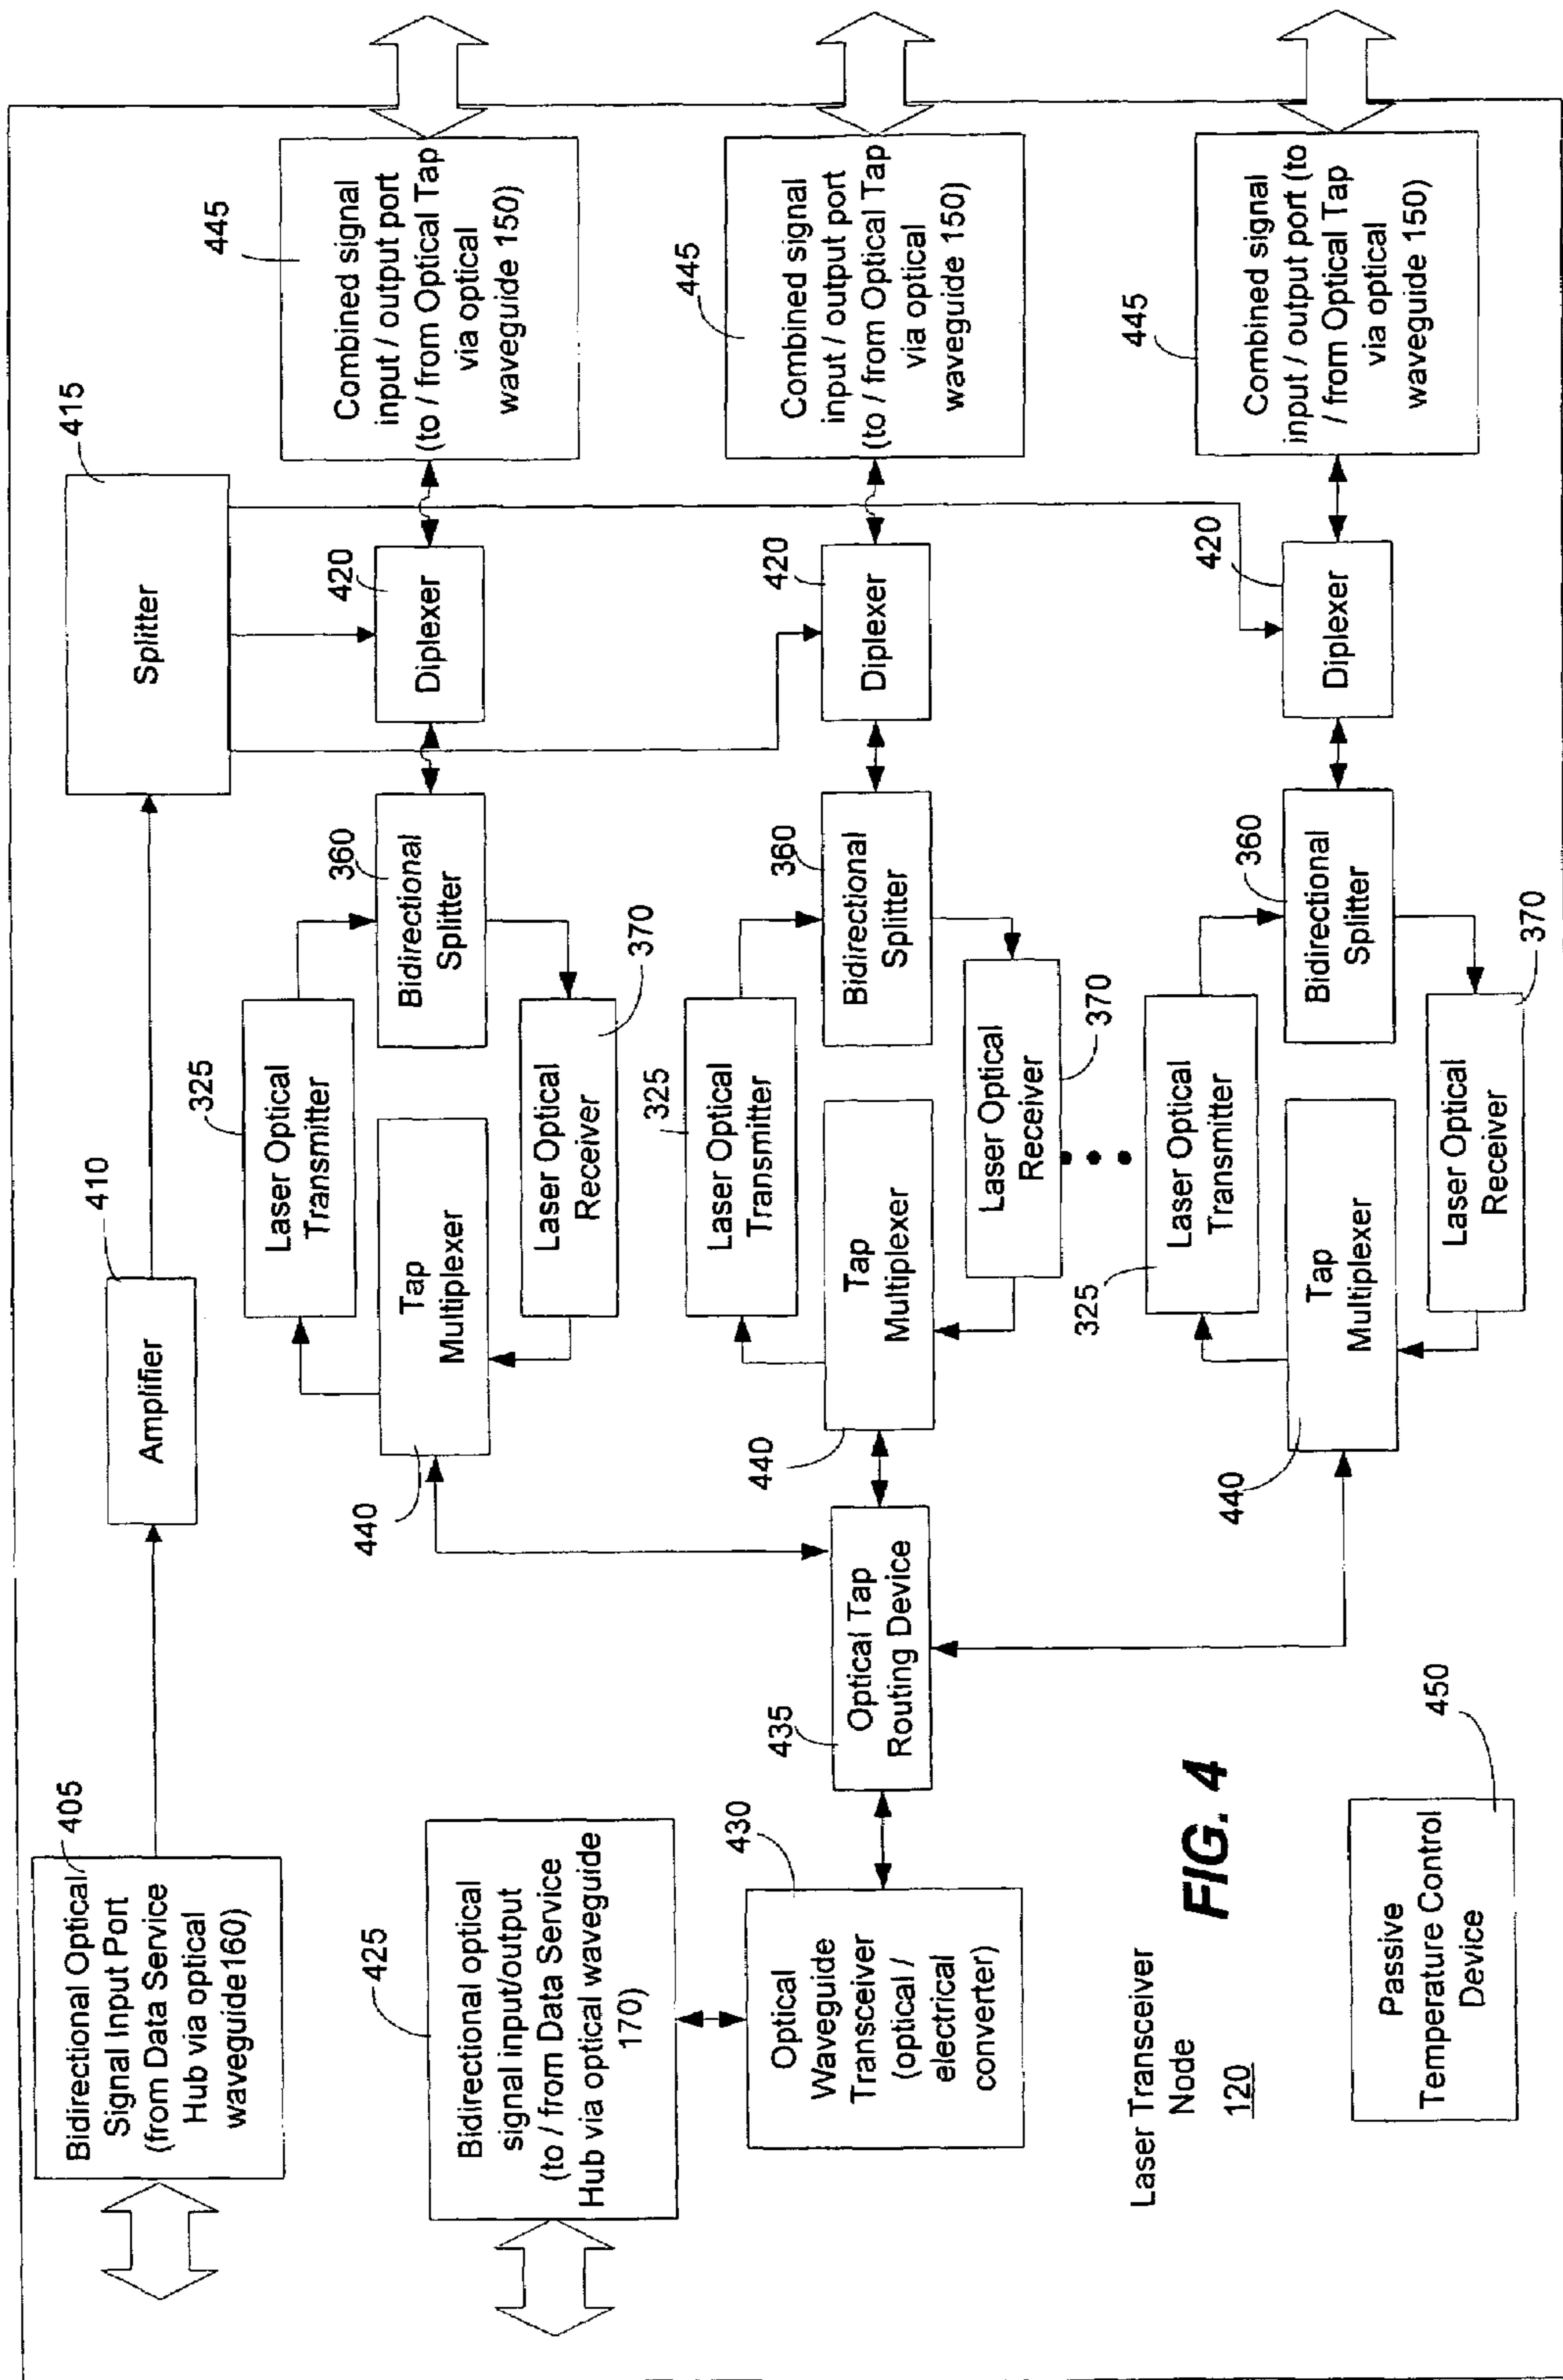 Bidirectional Optical
Signal Input Port
(from Data Service
Hub via optical
waveguide160)
405
Amplifier
410
Splitter
415
Bidirectional optical
signal input/output
(to / from Data Service
Hub via optical waveguide
170)
425
Optical
Waveguide
Transceiver
(optical /
electrical
converter)
430
Optical Tap
Routing Device
435
Tap
Multiplexer
440
Laser Optical
Transmitter
325
Laser Optical
Receiver
370
Bidirectional
Splitter
360
Diplexer
420
Combined signal
input / output port
(to / from Optical Tap
via optical
waveguide 150)
445
Tap
Multiplexer
440
Laser Optical
Transmitter
325
Laser Optical
Receiver
370
Bidirectional
Splitter
360
Diplexer
420
Combined signal
input / output port
(to / from Optical Tap
via optical
waveguide 150)
445
Tap
Multiplexer
440
Laser Optical
Transmitter
325
Laser Optical
Receiver
370
Bidirectional
Splitter
360
Diplexer
420
Combined signal
input / output port (to
/ from Optical Tap
via optical
waveguide 150)
445
Laser Transceiver
Node
120
FIG. 4
Passive
Temperature Control
Device
450